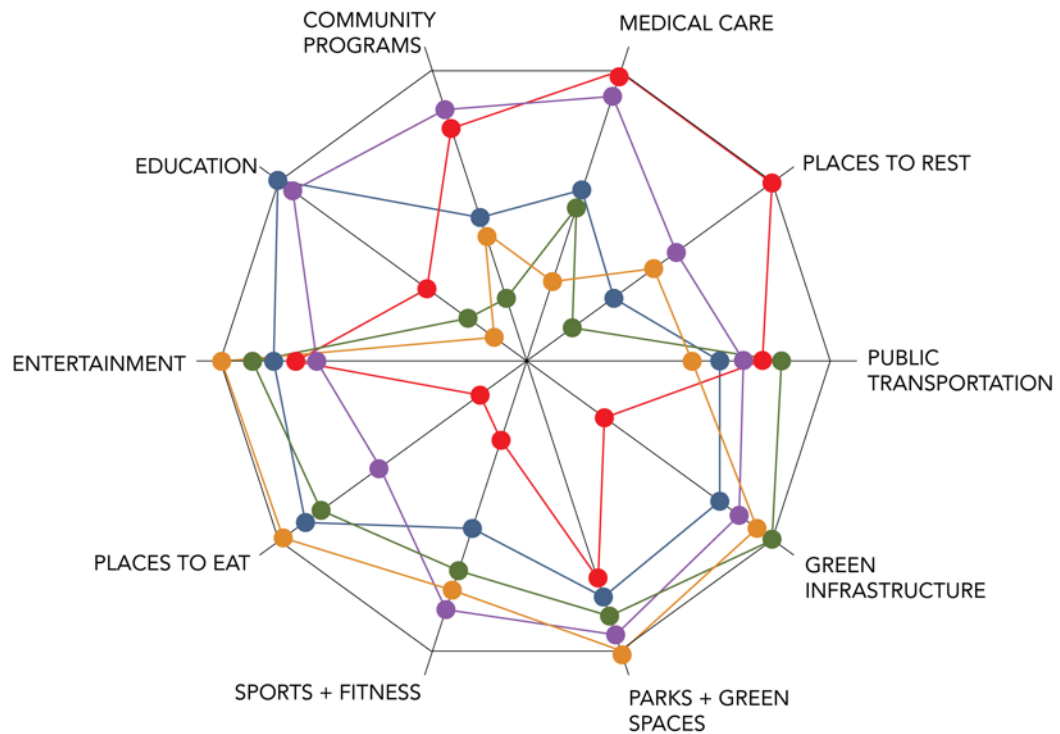 COMMUNITY
PROGRAMS
MEDICAL CARE
EDUCATION
PLACES TO REST
ENTERTAINMENT
PUBLIC
TRANSPORTATION
PLACES TO EAT
GREEN
INFRASTRUCTURE
SPORTS + FITNESS
PARKS + GREEN
SPACES